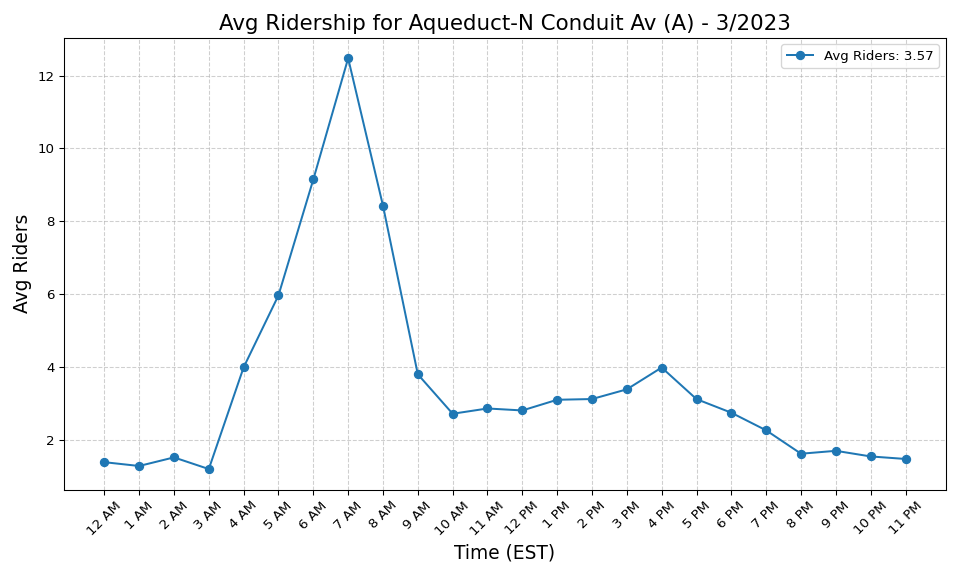 Avg Ridership for Aqueduct-N Conduit Av (A) - 3/2023
Avg Riders: 3.57
Avg Riders
12
10
8
6
4
2
12 AM
1 AM
2 AM
3 AM
4 AM
5 AM
6 AM
7 AM
8 AM
9 AM
10 AM
11 AM
12 PM
1 PM
2 PM
3 PM
4 PM
5 PM
6 PM
7 PM
8 PM
9 PM
10 PM
11 PM
Time (EST)